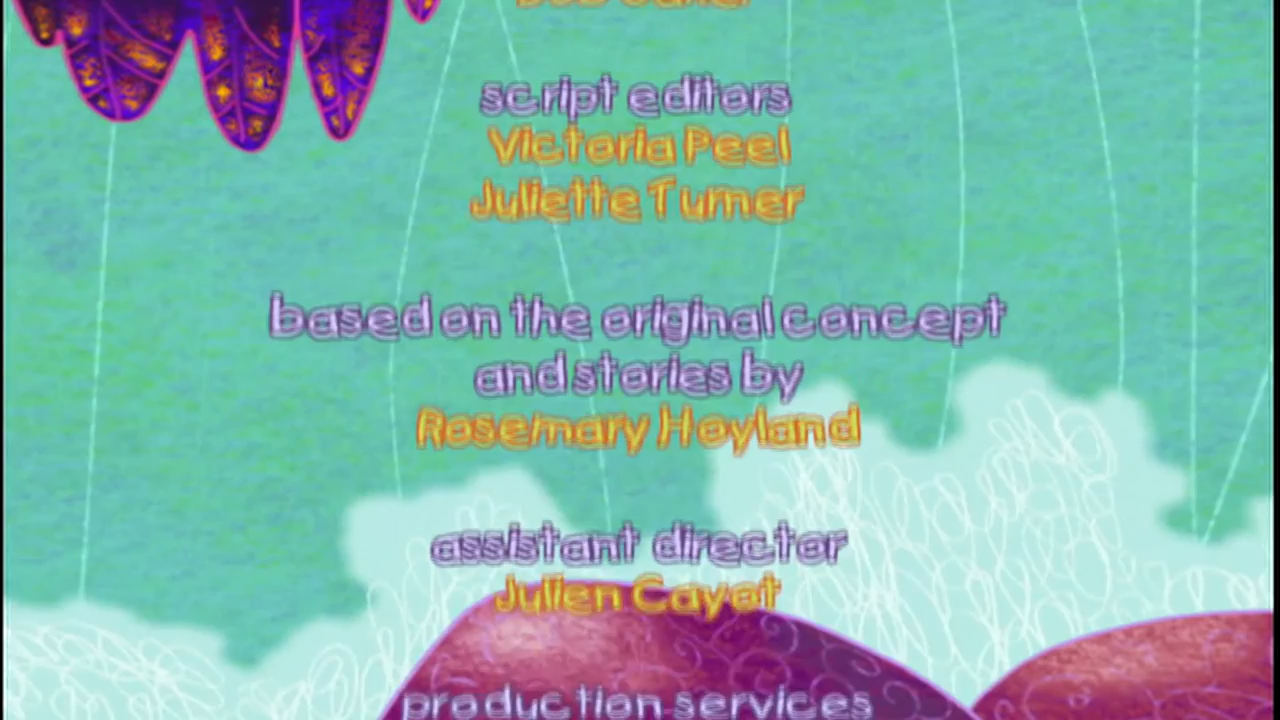 script editors
Victoria Peel
Juliette Turner
based on the original concept
and stories by
Rosemary Hoyland
assistant director
Julien Cayot
production services